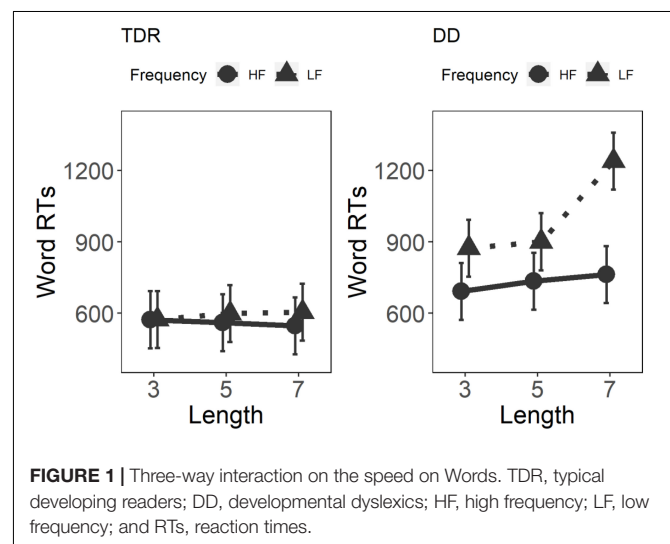 TDR
Frequency HF LF
Word RTs
1200
900
600
3 5 7
Length
DD
Frequency HF LF
Word RTs
1200
900
600
3 5 7
Length
FIGURE 1 | Three-way interaction on the speed on Words. TDR, typical
developing readers; DD, developmental dyslexics; HF, high frequency; LF, low
frequency; and RTs, reaction times.